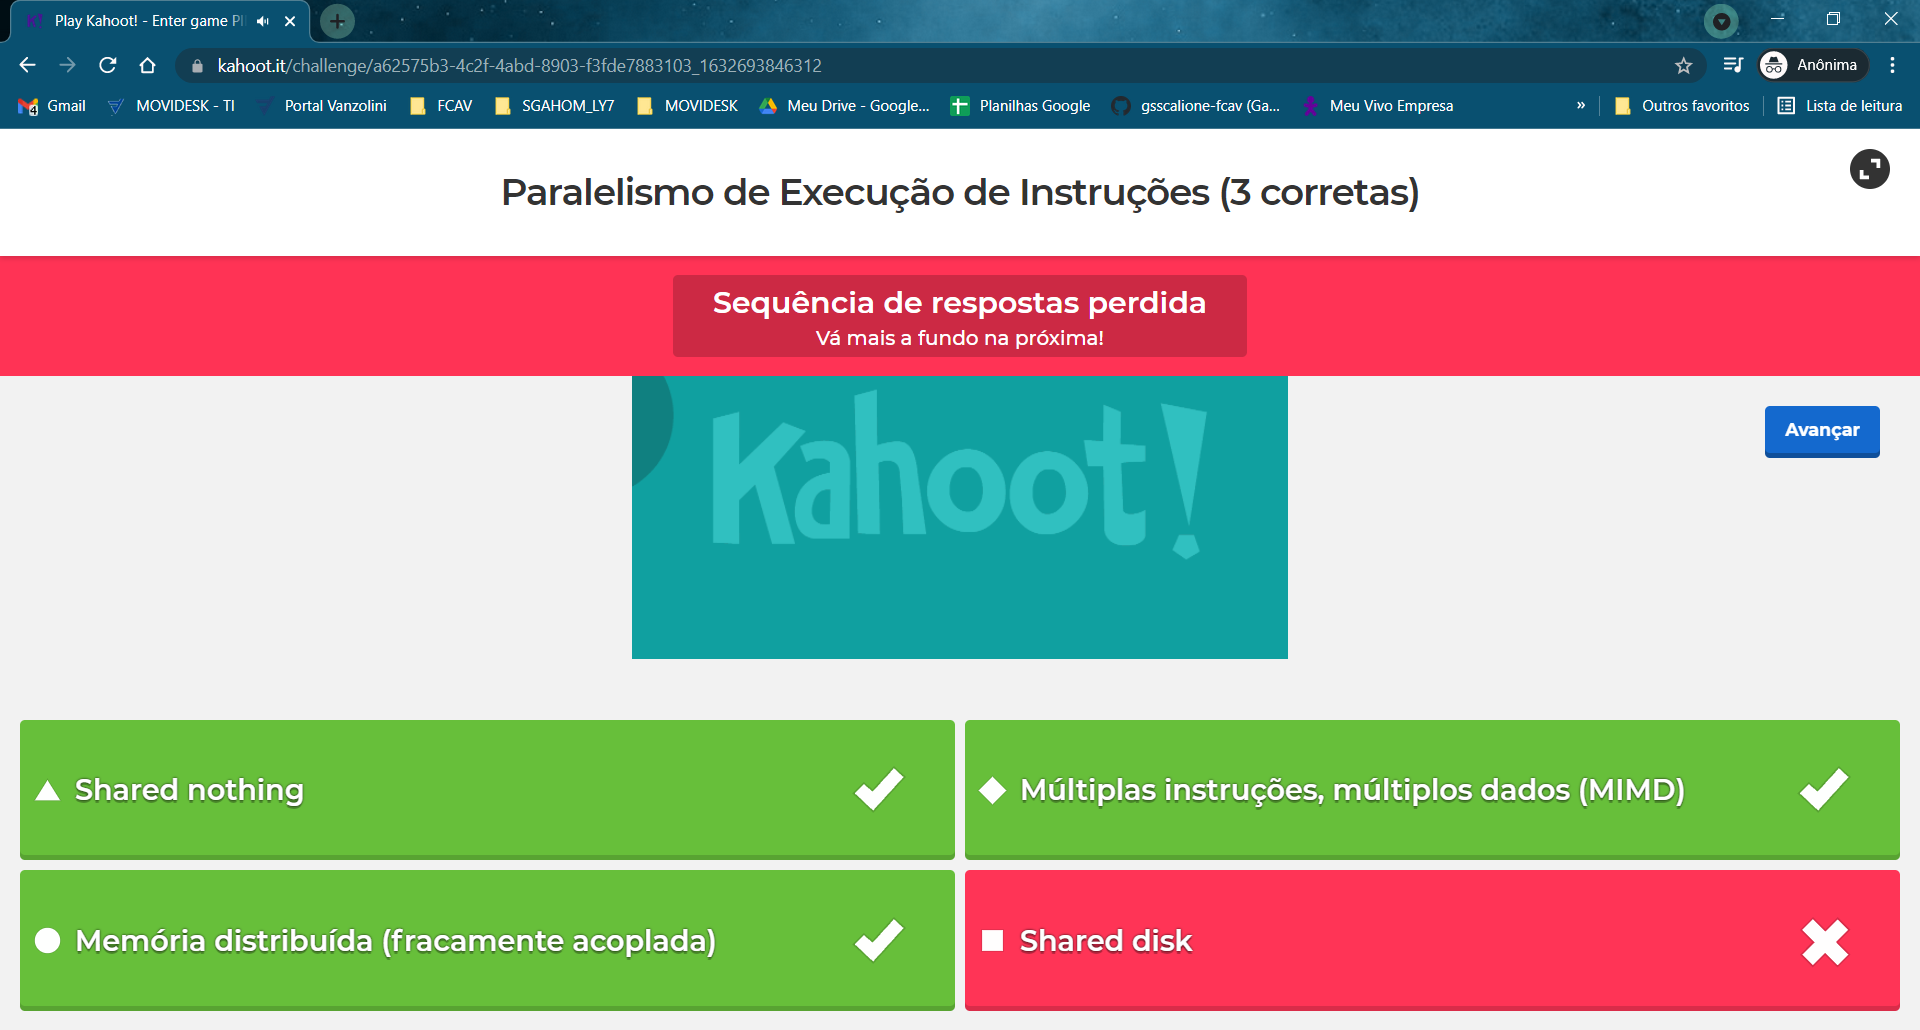 Play Kahoot! - Enter game
kahoot.it/challenge/a62575b3-4c2f-4abd-8903-f3fde7883103_1632693846312
Anônima
Gmail
MOVIDESK - TI
Portal Vanzolini
FCAV
SGAHOM_LY7
MOVIDESK
Meu Drive - Google...
Planilhas Google
gsscalione-fcav (Ga...
Meu Vivo Empresa
»
Outros favoritos
Lista de leitura
Paralelismo de Execução de Instruções (3 corretas)
Sequência de respostas perdida
Vá mais a fundo na próxima!
Kahoot!
Avançar
Shared nothing
Múltiplas instruções, múltiplos dados (MIMD)
Memória distribuída (fracamente acoplada)
Shared disk